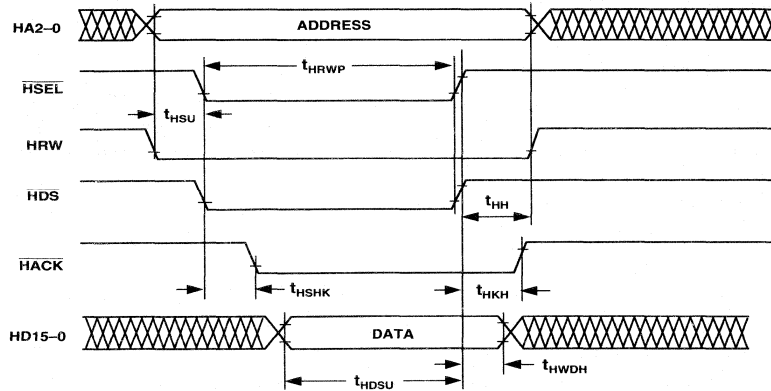 HA2–0
ADDRESS
HSEL
tHRWP
tHSU
HRW
HDS
tHH
HACK
tHSHK
tHKH
HD15–0
DATA
tHWDH
tHDSU